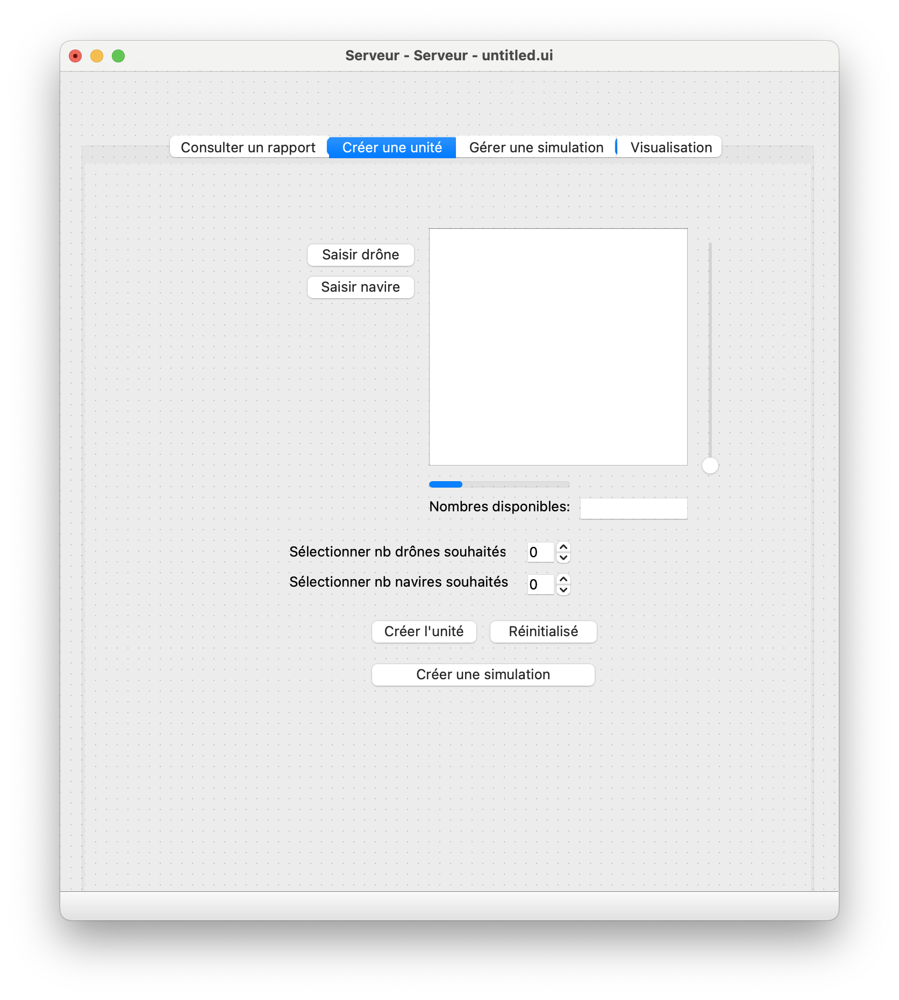 Serveur - Serveur - untitled.ui
Consulter un rapport Créer une unité Gérer une simulation Visualisation
Saisir drône
Saisir navire
Nombres disponibles:
Sélectionner nb drônes souhaités 0
Sélectionner nb navires souhaités 0
Créer l'unité Réinitialisé
Créer une simulation